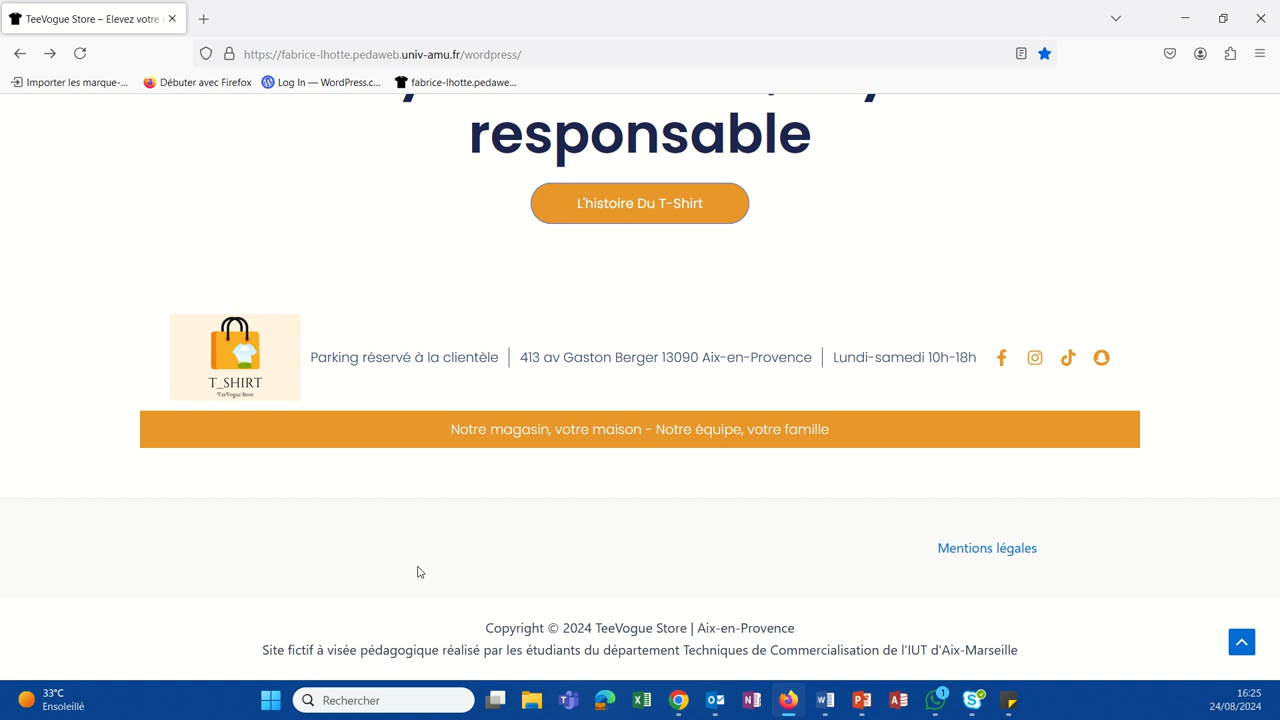 TeeVogue Store – Elevez votre s
https://fabrice-lhotte.pedaweb.univ-amu.fr/wordpress/
Importer les marque-...
Débuter avec Firefox
Log In — WordPress.c...
fabrice-lhotte.pedawe...
responsable
L'histoire Du T-Shirt
T_SHIRT
TeeVogue Store
Parking réservé à la clientèle
413 av Gaston Berger 13090 Aix-en-Provence
Lundi-samedi 10h-18h
Notre magasin, votre maison - Notre équipe, votre famille
Mentions légales
Copyright © 2024 TeeVogue Store | Aix-en-Provence
Site fictif à visée pédagogique réalisé par les étudiants du département Techniques de Commercialisation de l'IUT d'Aix-Marseille
33°C
Ensoleillé
Rechercher
1
16:25
24/08/2024